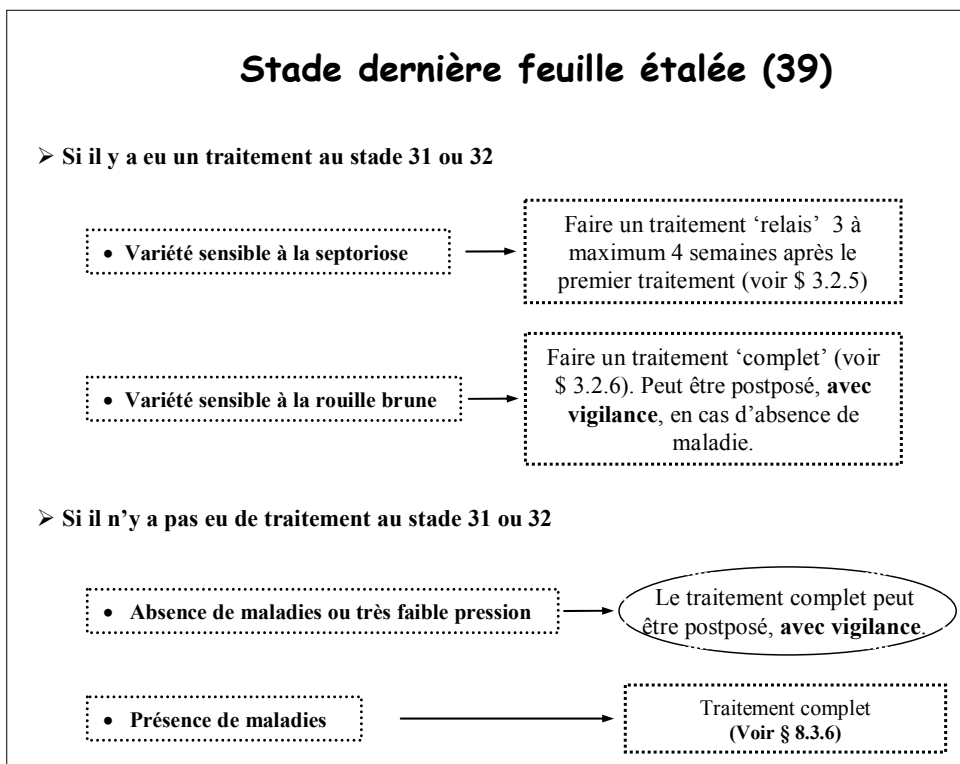 Stade dernière feuille étalée (39)
➢ Si il y a eu un traitement au stade 31 ou 32
• Variété sensible à la septoriose
Faire un traitement ‘relais’ 3 à
maximum 4 semaines après le
premier traitement (voir $ 3.2.5)
• Variété sensible à la rouille brune
Faire un traitement ‘complet’ (voir
$ 3.2.6). Peut être postposé, avec
vigilance, en cas d’absence de
maladie.
➢ Si il n’y a pas eu de traitement au stade 31 ou 32
• Absence de maladies ou très faible pression
Le traitement complet peut
être postposé, avec vigilance.
• Présence de maladies
Traitement complet
(Voir § 8.3.6)